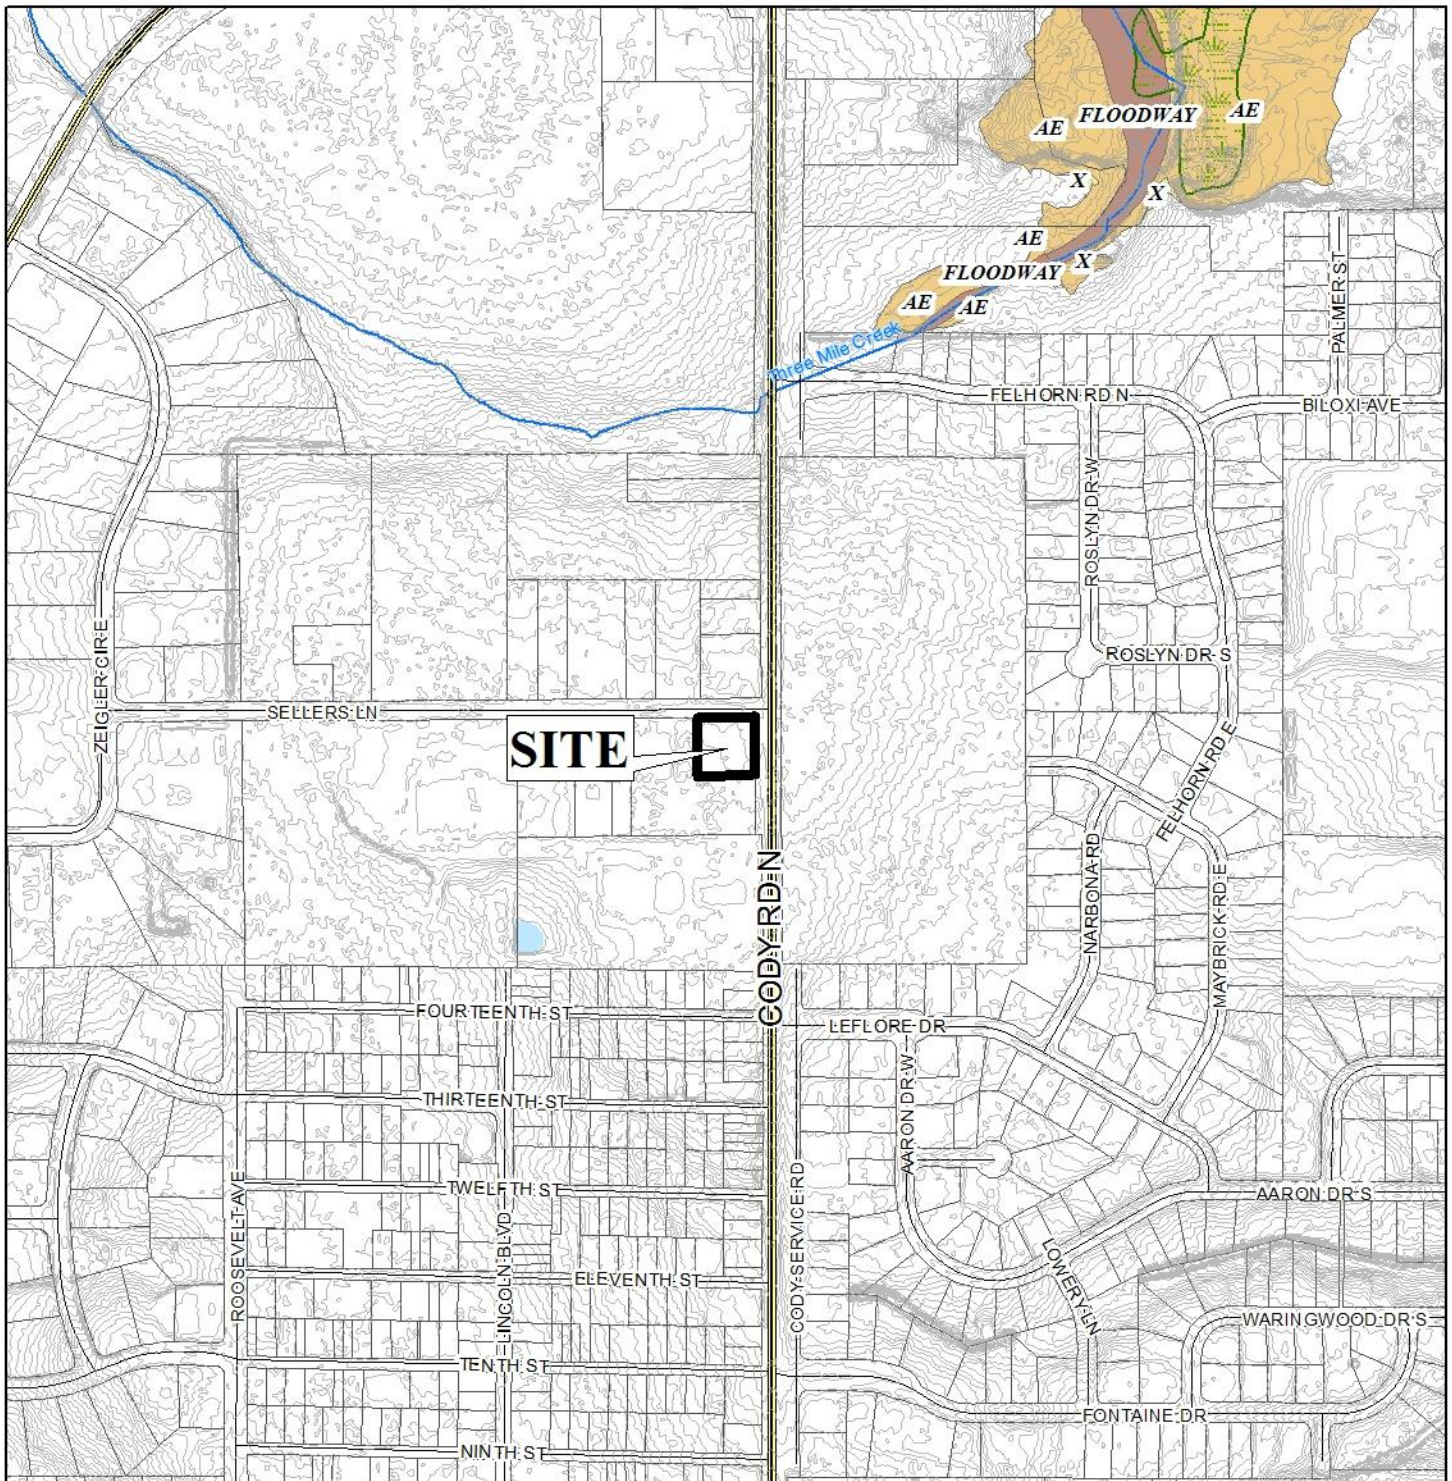 FLOODWAY
AE
AE
X
X
AE
FLOODWAY
X
AE
AE
Three Mile Creek
PALMER ST
FELHORN RD N
BILOXI AVE
ROSLYN DR W
ZEIGLER CIR E
ROSLYN DR S
SELLERS LN
SITE
FELHORN RD E
NARBONA RD
MAYBRICK RD E
CODY RD N
FOURTEENTH ST
LEFLORE DR
AARON DR W
THIRTEENTH ST
TWELFTH ST
AARON DR S
ROOSEVELT AVE
LINCOLN BLVD
CODY SERVICE RD
LOWERY LN
ELEVENTH ST
WARINGWOOD DR S
TENTH ST
FONTAINE DR
NINTH ST